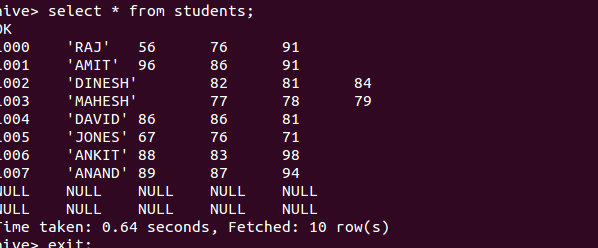 hive> select * from students;
OK
1000 'RAJ' 56 76 91
1001 'AMIT' 96 86 91
1002 'DINESH' 82 81 84
1003 'MAHESH' 77 78 79
1004 'DAVID' 86 86 81
1005 'JONES' 67 76 71
1006 'ANKIT' 88 83 98
1007 'ANAND' 89 87 94
NULL NULL NULL NULL NULL
NULL NULL NULL NULL NULL
Time taken: 0.64 seconds, Fetched: 10 row(s)
hive> exit;